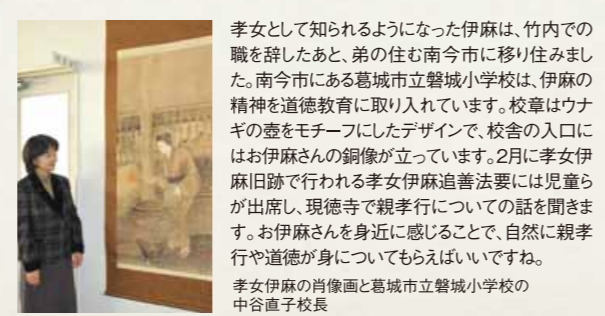 孝女として知られるようになった伊麻は、竹内での
職を辞したあと、弟の住む南今市に移り住みまし
た。南今市にある葛城市立磐城小学校は、伊麻の
精神を道徳教育に取り入れています。校章はウナ
ギの壺をモチーフにしたデザインで、校舎の入口に
はお伊麻さんの銅像が立っています。2月に孝女伊
麻旧跡で行われる孝女伊麻追善法要には児童ら
が出席し、現徳寺で親孝行についての話を聞きま
す。お伊麻さんを身近に感じることで、自然に親孝
行や道徳が身についてもらえばいいですね。
孝女伊麻の肖像画と葛城市立磐城小学校の
中谷直子校長